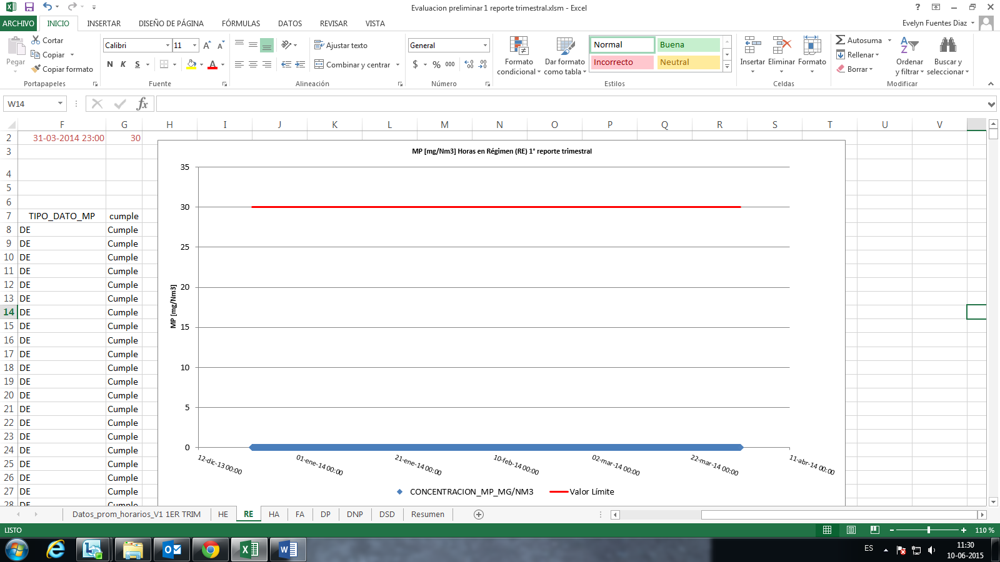 Evaluacion preliminar 1 reporte trimestral.xlsm - Excel
ARCHIVO INICIO INSERTAR DISEÑO DE PÁGINA FÓRMULAS DATOS REVISAR VISTA
Evelyn Fuentes Diaz
Pegar
Cortar
Copiar
Copiar formato
Portapapeles
Calibri 11
N K S
Fuente
Ajustar texto
Combinar y centrar
Alineación
General
$ % 000
Número
Formato condicional
Dar formato como tabla
Normal Buena
Incorrecto Neutral
Estilos
Insertar Eliminar Formato
Celdas
Autosuma
Rellenar
Borrar
Ordenar y filtrar
Buscar y seleccionar
Modificar
W14
fx
F G H I J K L M N O P Q R S T U V
2 31-03-2014 23:00 30
3
4
5
6
7 TIPO_DATO_MP cumple
8 DE Cumple
9 DE Cumple
10 DE Cumple
11 DE Cumple
12 DE Cumple
13 DE Cumple
14 DE Cumple
15 DE Cumple
16 DE Cumple
17 DE Cumple
18 DE Cumple
19 DE Cumple
20 DE Cumple
21 DE Cumple
22 DE Cumple
23 DE Cumple
24 DE Cumple
25 DE Cumple
26 DE Cumple
27 DE Cumple
28 DE Cumple
MP [mg/Nm3] Horas en Régimen (RE) 1° reporte trimestral
35
30
25
20
15
10
5
0
MP [mg/Nm3]
12-dic-13 00:00
01-ene-14 00:00
21-ene-14 00:00
10-feb-14 00:00
02-mar-14 00:00
22-mar-14 00:00
11-abr-14 00:00
CONCENTRACION_MP_MG/NM3 Valor Límite
Datos_prom_horarios_V1 1ER TRIM HE RE HA FA DP DNP DSD Resumen
LISTO
110 %
ES
11:30
10-06-2015